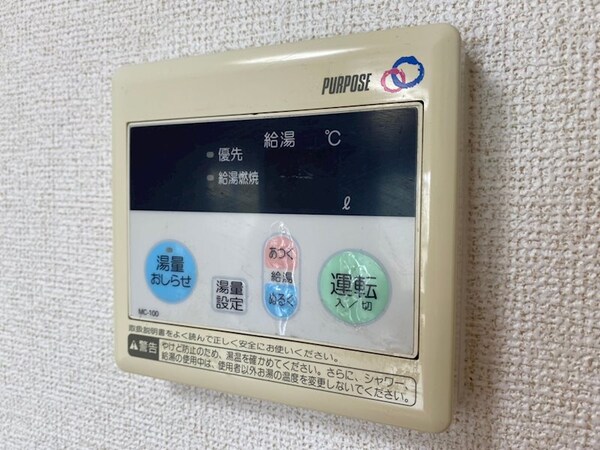 PURPOSE
給湯 ℃
優先
給湯燃焼
ℓ
湯量
おしらせ
湯量
設定
あつく
給湯
ぬるく
運転
入/切
MC-100
取扱説明書をよく読んで正しく安全にお使いください。
警告
やけど防止のため、湯温を確かめてください。さらに、シャワー、
給湯の使用中は、使用者以外お湯の温度を変更しないでください。